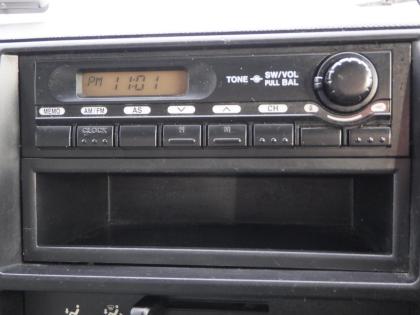 PM 11:01
TONE SW/VOL
PULL BAL
MEMO AM/FM AS CH
CLOCK